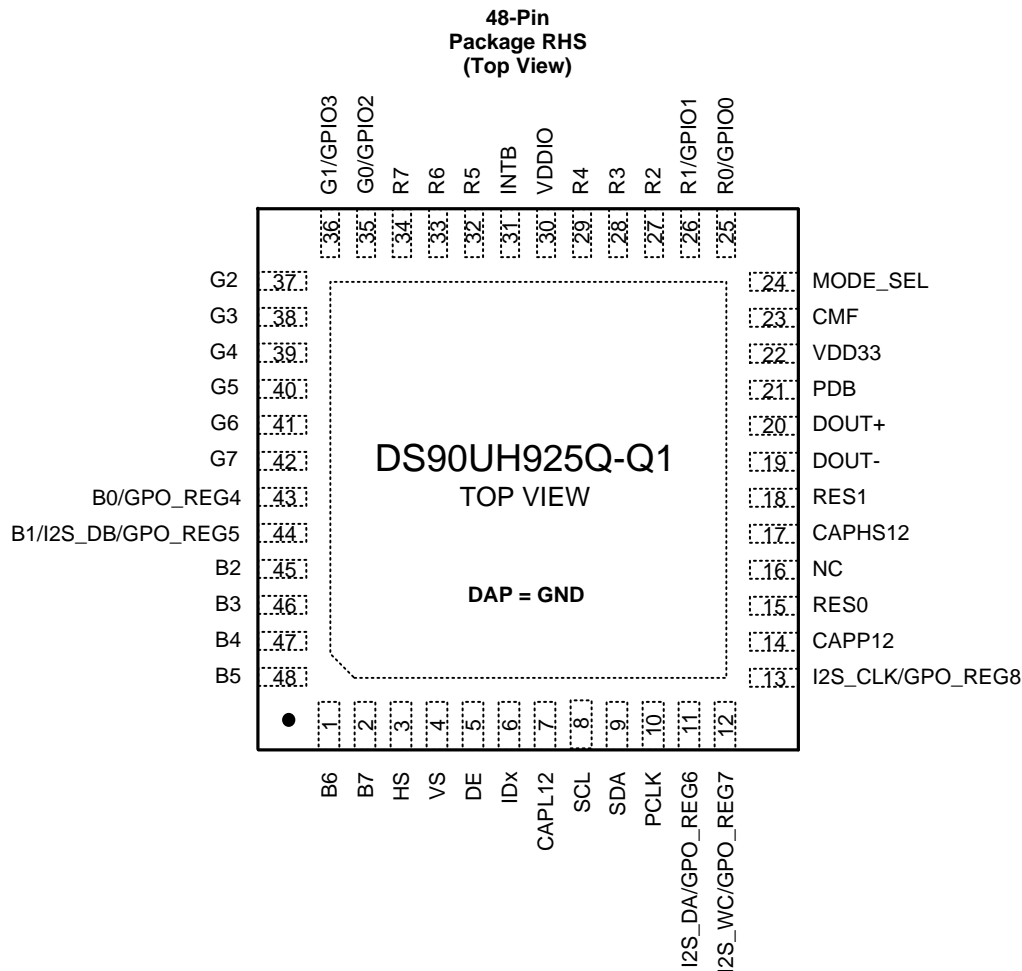 48-Pin
Package RHS
(Top View)
G1/GPIO3
G0/GPIO2
R7
R6
R5
INTB
VDDIO
R4
R3
R2
R1/GPIO1
R0/GPIO0
36
35
34
33
32
31
30
29
28
27
26
25
G2 37
G3 38
G4 39
G5 40
G6 41
G7 42
B0/GPO_REG4 43
B1/I2S_DB/GPO_REG5 44
B2 45
B3 46
B4 47
B5 48
DS90UH925Q-Q1
TOP VIEW
DAP = GND
24 MODE_SEL
23 CMF
22 VDD33
21 PDB
20 DOUT+
19 DOUT-
18 RES1
17 CAPHS12
16 NC
15 RES0
14 CAPP12
13 I2S_CLK/GPO_REG8
1
2
3
4
5
6
7
8
9
10
11
12
B6
B7
HS
VS
DE
IDx
CAPL12
SCL
SDA
PCLK
I2S_DA/GPO_REG6
I2S_WC/GPO_REG7